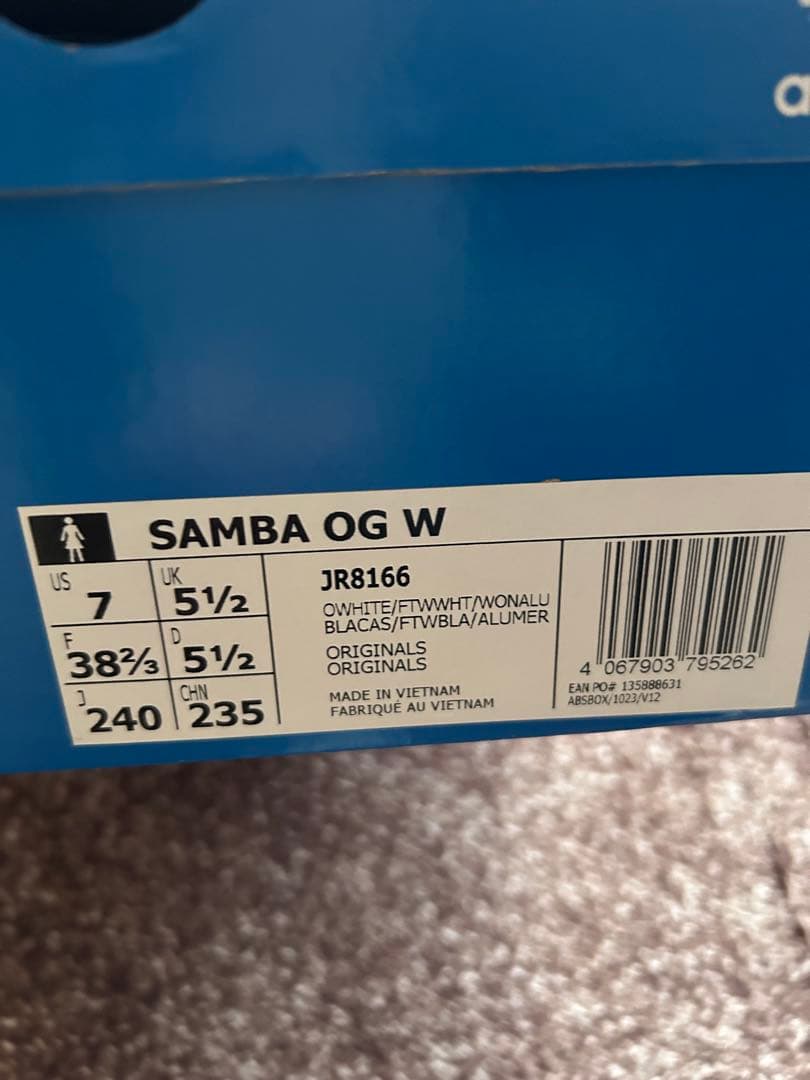 a
SAMBA OG W
US 7 UK 5½
F 38⅔ D 5½
J 240 CHN 235
JR8166
OWHITE/FTWWHT/WONALU
BLACAS/FTWBLA/ALUMER
ORIGINALS
ORIGINALS
MADE IN VIETNAM
FABRIQUÉ AU VIETNAM
4 067903 795262
EAN PO# 135888631
ABSBOX/1023/V12